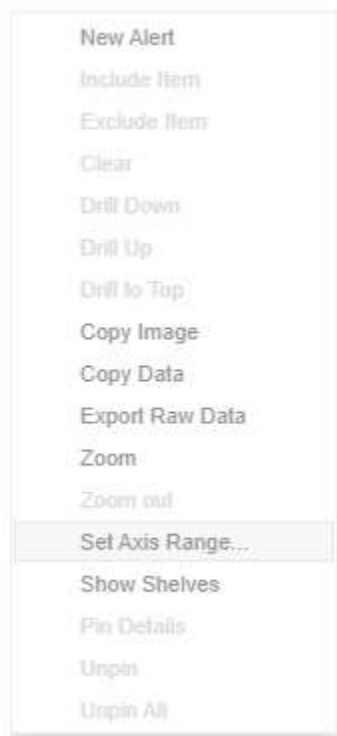 New Alert
Include Item
Exclude Item
Clear
Drill Down
Drill Up
Drill to Top
Copy Image
Copy Data
Export Raw Data
Zoom
Zoom out
Set Axis Range...
Show Shelves
Pin Details
Unpin
Unpin All